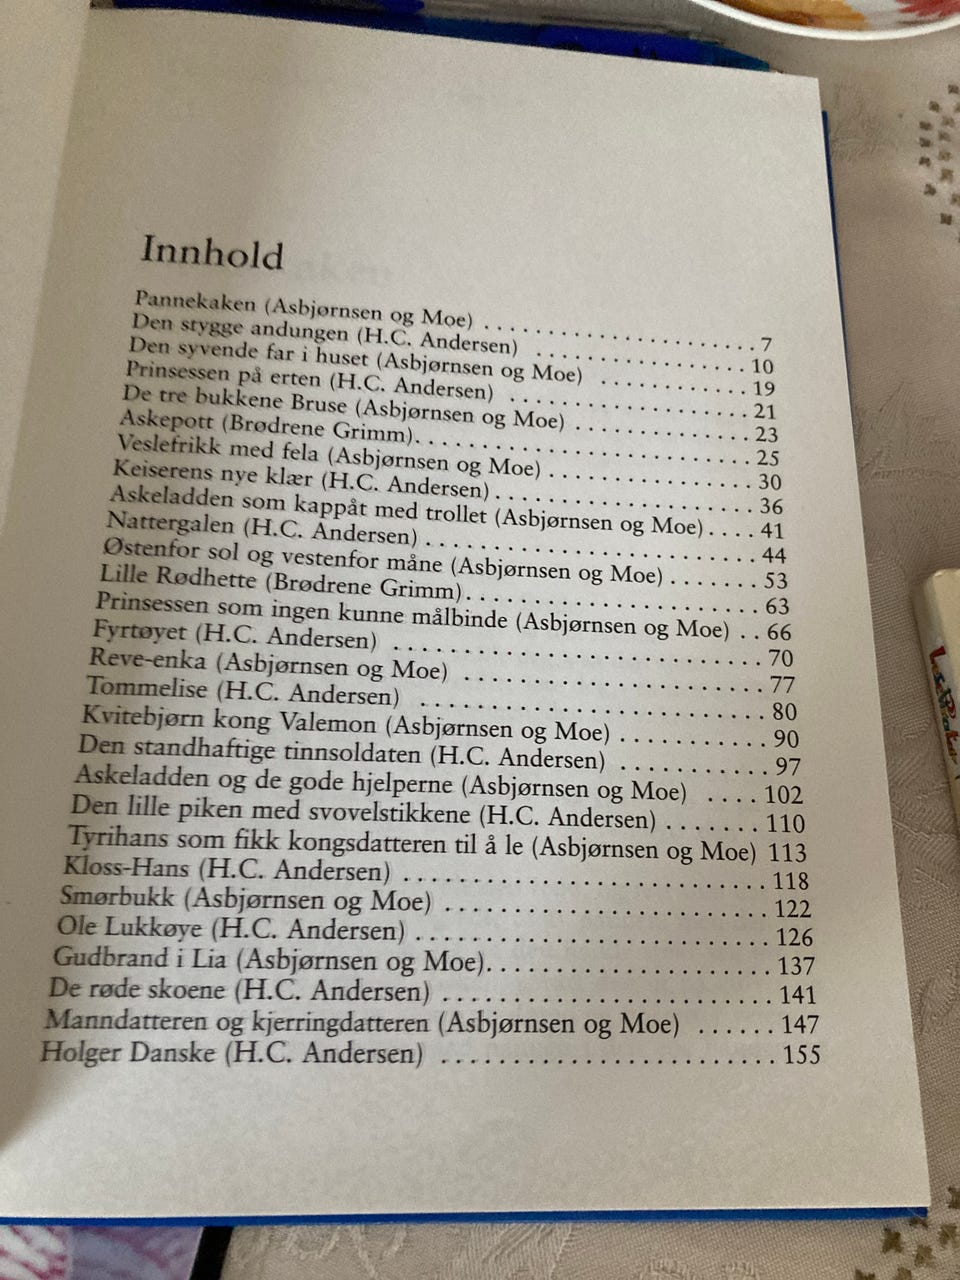 Innhold
Pannekaken (Asbjørnsen og Moe) . . . . . . . . . . . . . . . . . . . . . 7
Den stygge andungen (H.C. Andersen) . . . . . . . . . . . . . . . . 10
Den syvende far i huset (Asbjørnsen og Moe) . . . . . . . . . . . 19
Prinsessen på erten (H.C. Andersen) . . . . . . . . . . . . . . . . . . 21
De tre bukkene Bruse (Asbjørnsen og Moe) . . . . . . . . . . . . . 23
Askepott (Brødrene Grimm). . . . . . . . . . . . . . . . . . . . . . . . . 25
Veslefrikk med fela (Asbjørnsen og Moe) . . . . . . . . . . . . . . . 30
Keiserens nye klær (H.C. Andersen) . . . . . . . . . . . . . . . . . . . 36
Askeladden som kappåt med trollet (Asbjørnsen og Moe) . . . . 41
Nattergalen (H.C. Andersen) . . . . . . . . . . . . . . . . . . . . . . . . 44
Østenfor sol og vestenfor måne (Asbjørnsen og Moe) . . . . . . . 53
Lille Rødhette (Brødrene Grimm). . . . . . . . . . . . . . . . . . . . . 63
Prinsessen som ingen kunne målbinde (Asbjørnsen og Moe) . . 66
Fyrtøyet (H.C. Andersen) . . . . . . . . . . . . . . . . . . . . . . . . . . . 70
Reve-enka (Asbjørnsen og Moe) . . . . . . . . . . . . . . . . . . . . . . 77
Tommelise (H.C. Andersen) . . . . . . . . . . . . . . . . . . . . . . . . . 80
Kvitebjørn kong Valemon (Asbjørnsen og Moe) . . . . . . . . . . . 90
Den standhaftige tinnsoldaten (H.C. Andersen) . . . . . . . . . . . 97
Askeladden og de gode hjelperne (Asbjørnsen og Moe) . . . . 102
Den lille piken med svovelstikkene (H.C. Andersen) . . . . . . . 110
Tyrihans som fikk kongsdatteren til å le (Asbjørnsen og Moe) 113
Kloss-Hans (H.C. Andersen) . . . . . . . . . . . . . . . . . . . . . . . . . 118
Smørbukk (Asbjørnsen og Moe) . . . . . . . . . . . . . . . . . . . . . . 122
Ole Lukkøye (H.C. Andersen) . . . . . . . . . . . . . . . . . . . . . . . . 126
Gudbrand i Lia (Asbjørnsen og Moe). . . . . . . . . . . . . . . . . . . 137
De røde skoene (H.C. Andersen) . . . . . . . . . . . . . . . . . . . . . . 141
Manndatteren og kjerringdatteren (Asbjørnsen og Moe) . . . . . . 147
Holger Danske (H.C. Andersen) . . . . . . . . . . . . . . . . . . . . . . 155